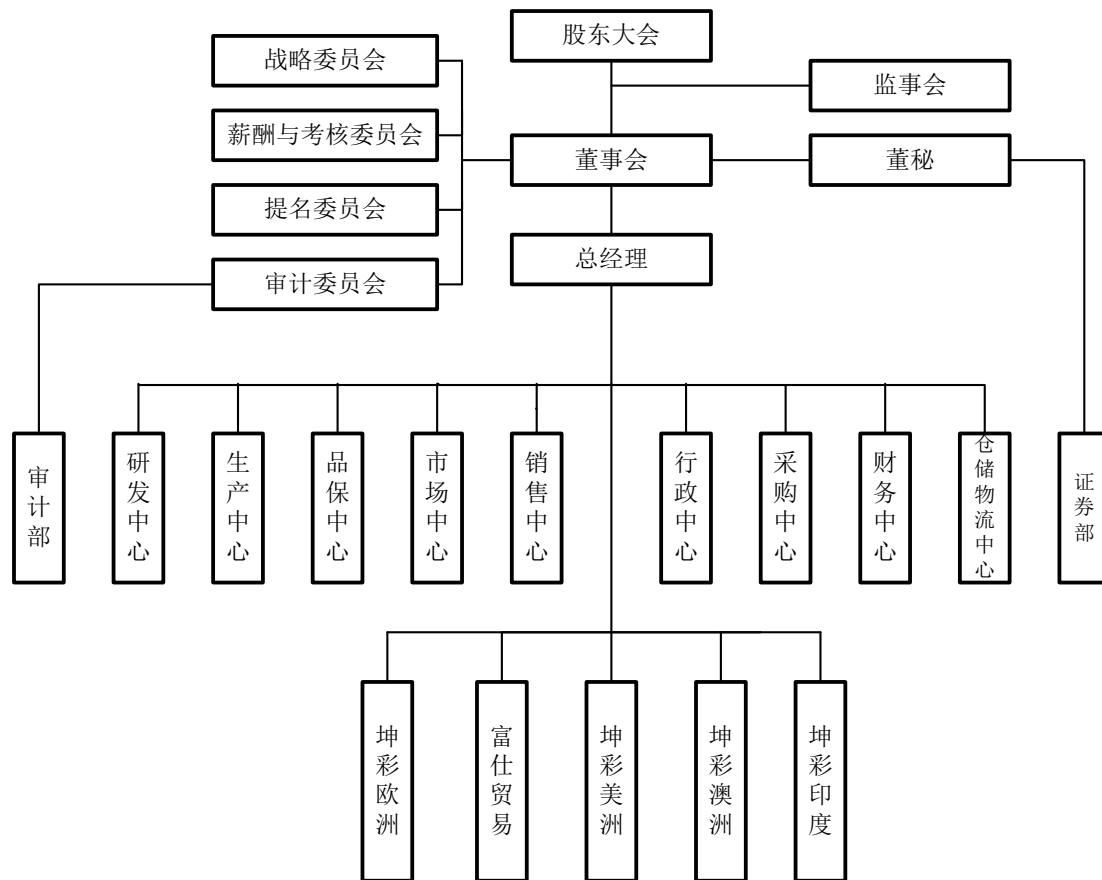 股东大会
战略委员会
监事会
薪酬与考核委员会
董事会
董秘
提名委员会
总经理
审计委员会
审计部
研发中心
生产中心
品保中心
市场中心
销售中心
行政中心
采购中心
财务中心
仓储物流中心
证券部
坤彩欧洲
富仕贸易
坤彩美洲
坤彩澳洲
坤彩印度